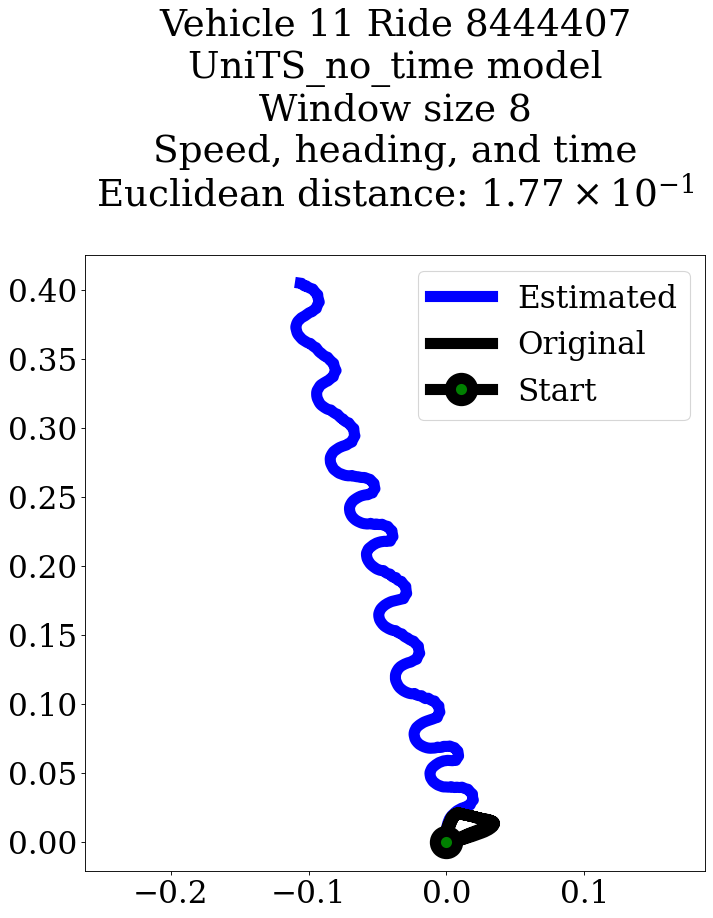 Vehicle 11 Ride 8444407
UniTS_no_time model
Window size 8
Speed, heading, and time
Euclidean distance: 1.77 × 10⁻¹
Estimated
Original
Start
0.40
0.35
0.30
0.25
0.20
0.15
0.10
0.05
0.00
−0.2 −0.1 0.0 0.1